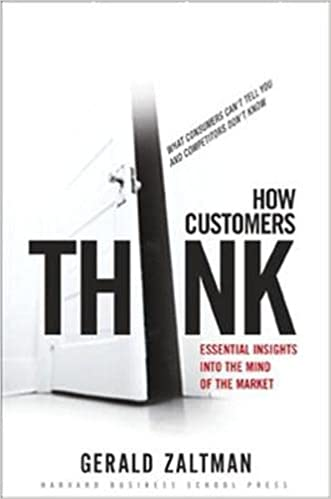 WHAT CONSUMERS CAN'T TELL YOU
AND COMPETITORS DON'T KNOW
HOW
CUSTOMERS
THINK
ESSENTIAL INSIGHTS
INTO THE MIND
OF THE MARKET
GERALD ZALTMAN
HARVARD BUSINESS SCHOOL PRESS